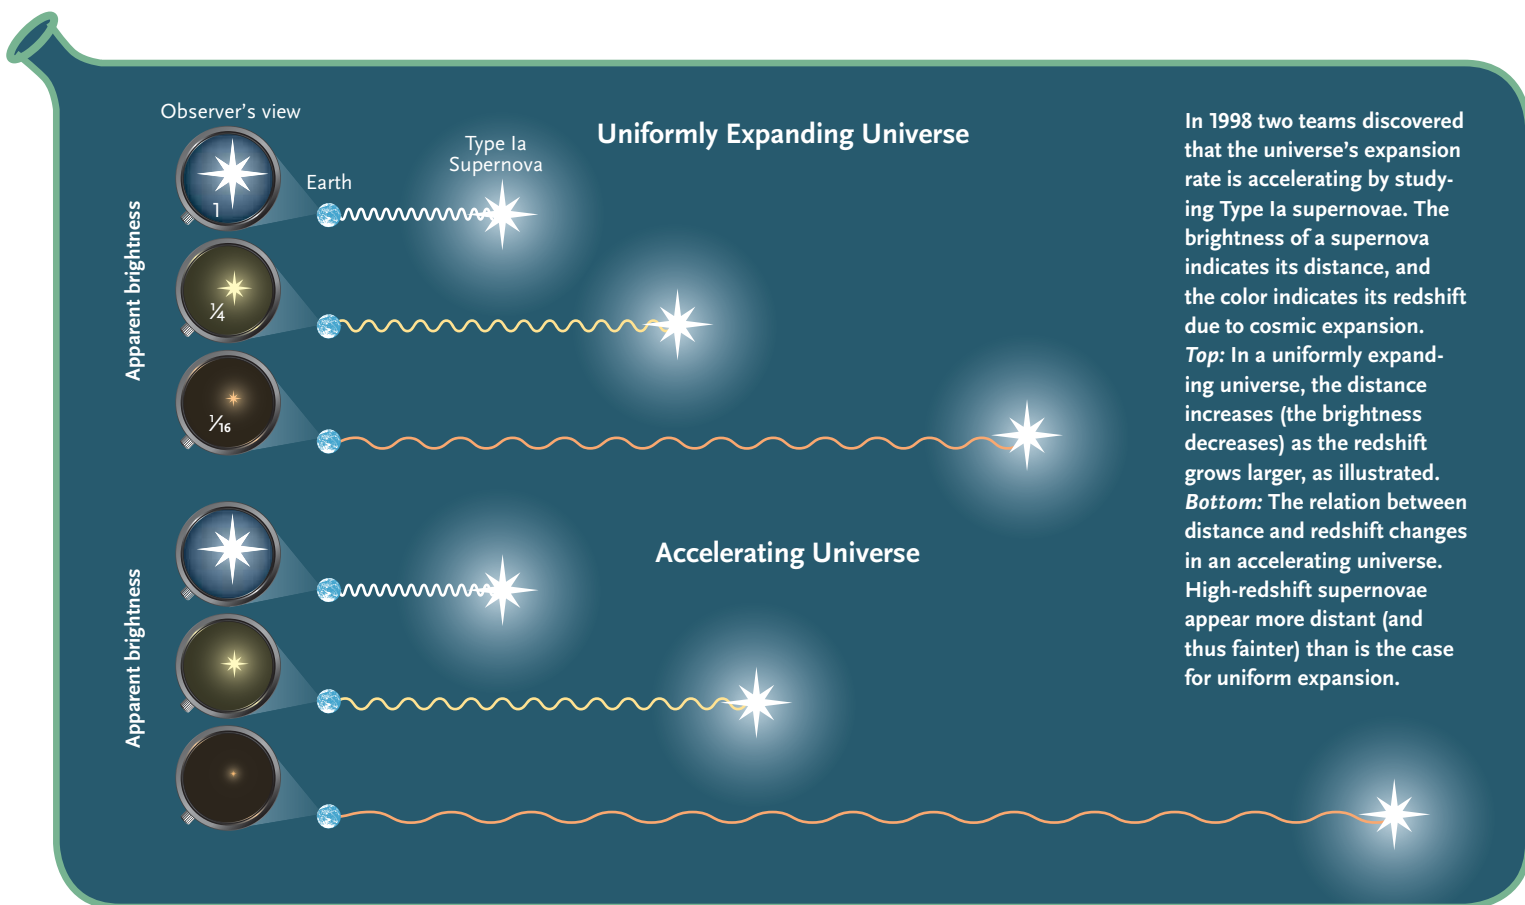 Observer's view
Uniformly Expanding Universe
Type Ia
Supernova
Earth
Apparent brightness
1
1/4
1/16
Accelerating Universe
Apparent brightness
In 1998 two teams discovered
that the universe's expansion
rate is accelerating by study-
ing Type Ia supernovae. The
brightness of a supernova
indicates its distance, and
the color indicates its redshift
due to cosmic expansion.
Top: In a uniformly expand-
ing universe, the distance
increases (the brightness
decreases) as the redshift
grows larger, as illustrated.
Bottom: The relation between
distance and redshift changes
in an accelerating universe.
High-redshift supernovae
appear more distant (and
thus fainter) than is the case
for uniform expansion.